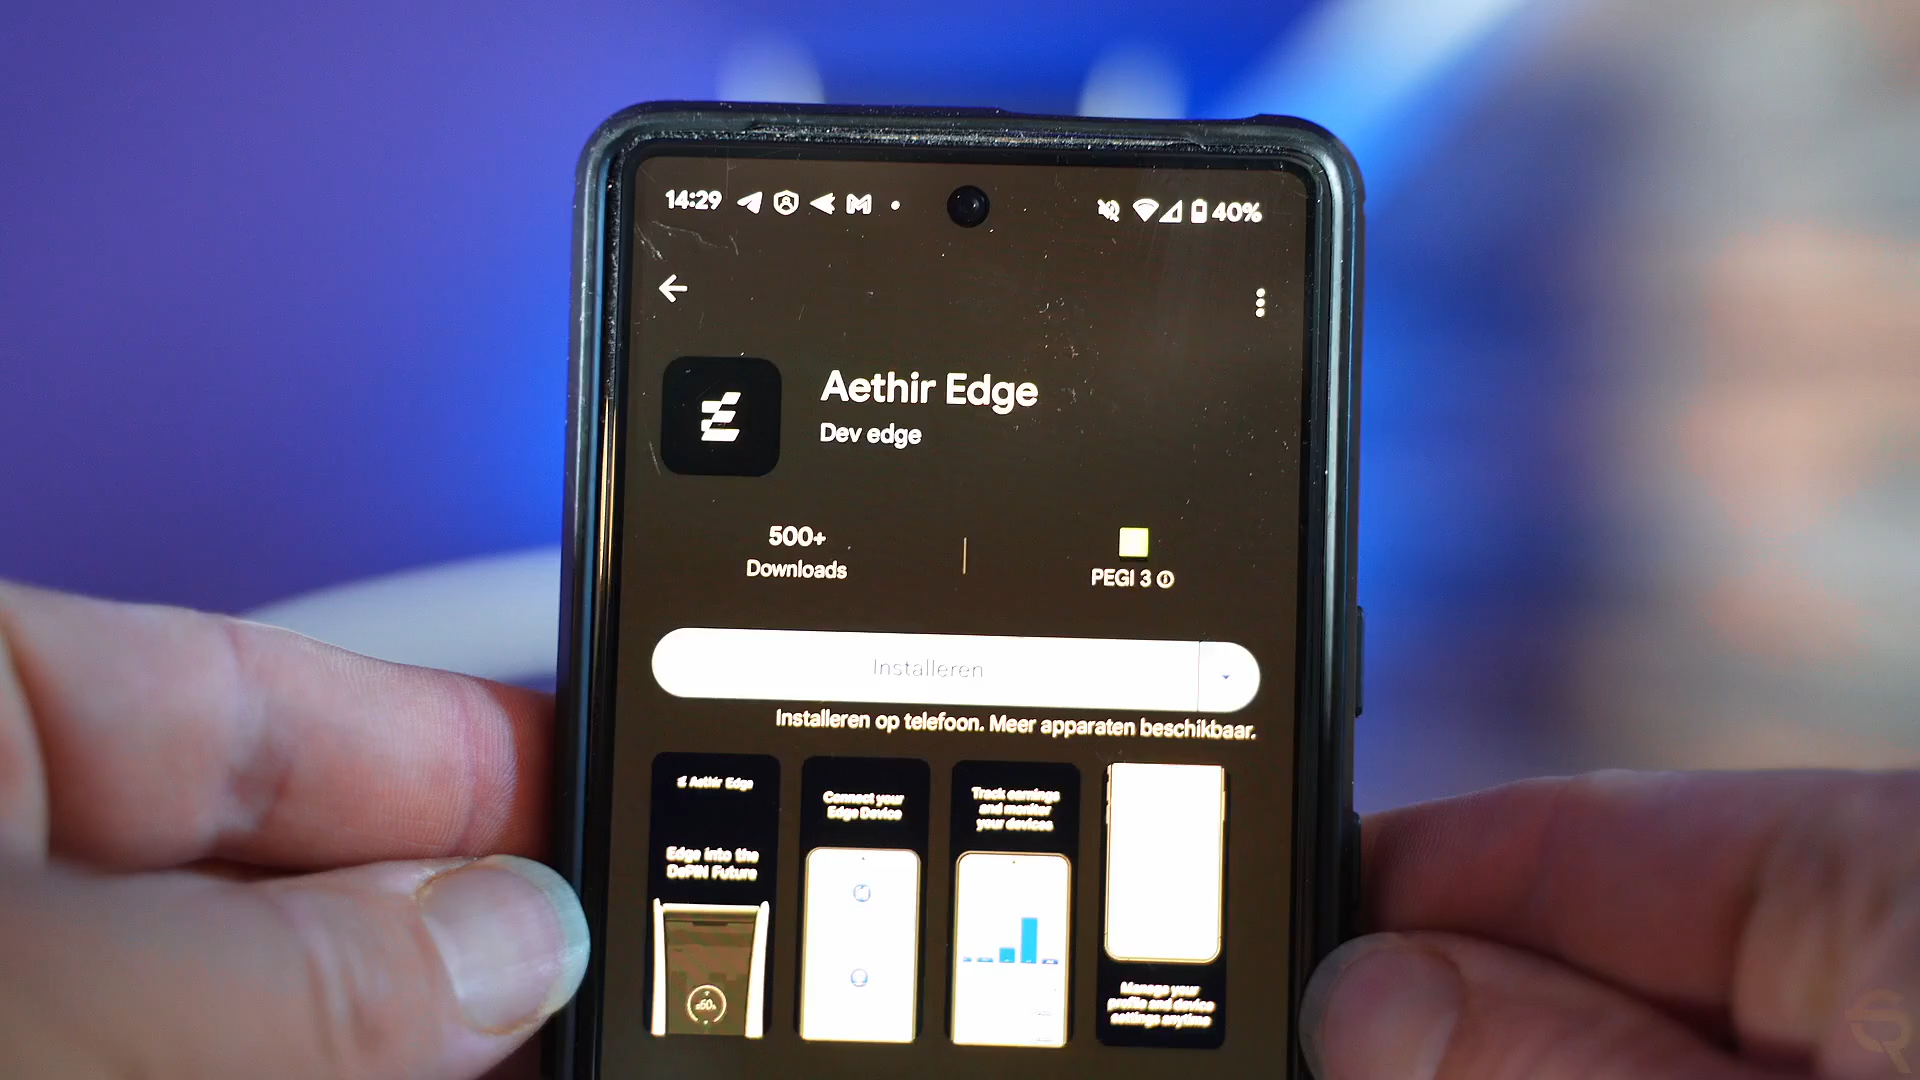 14:29
40%
Aethir Edge
Dev edge
500+
Downloads
PEGI 3
Installeren
Installeren op telefoon. Meer apparaten beschikbaar.
Aethir Edge
Edge into the
DePIN Future
Connect your
Edge Device
Track earnings
and monitor
your devices
Manage your
profile and device
settings anytime